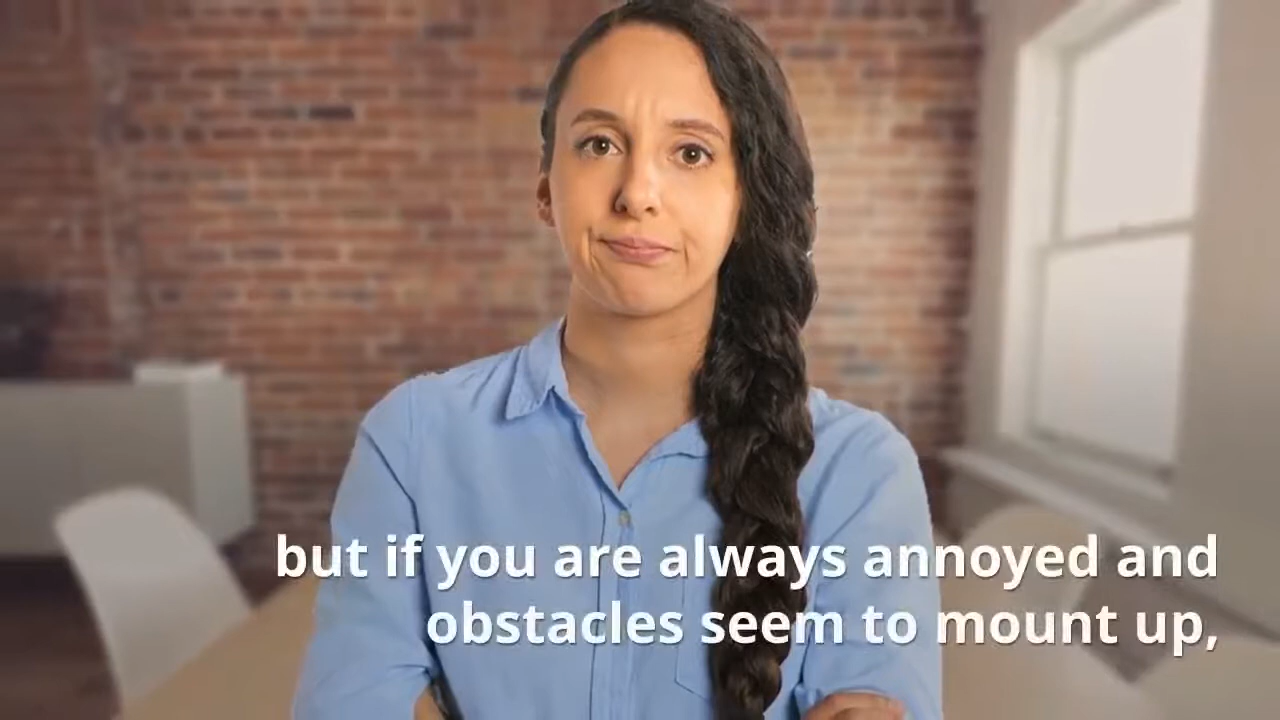 but if you are always annoyed and
obstacles seem to mount up,